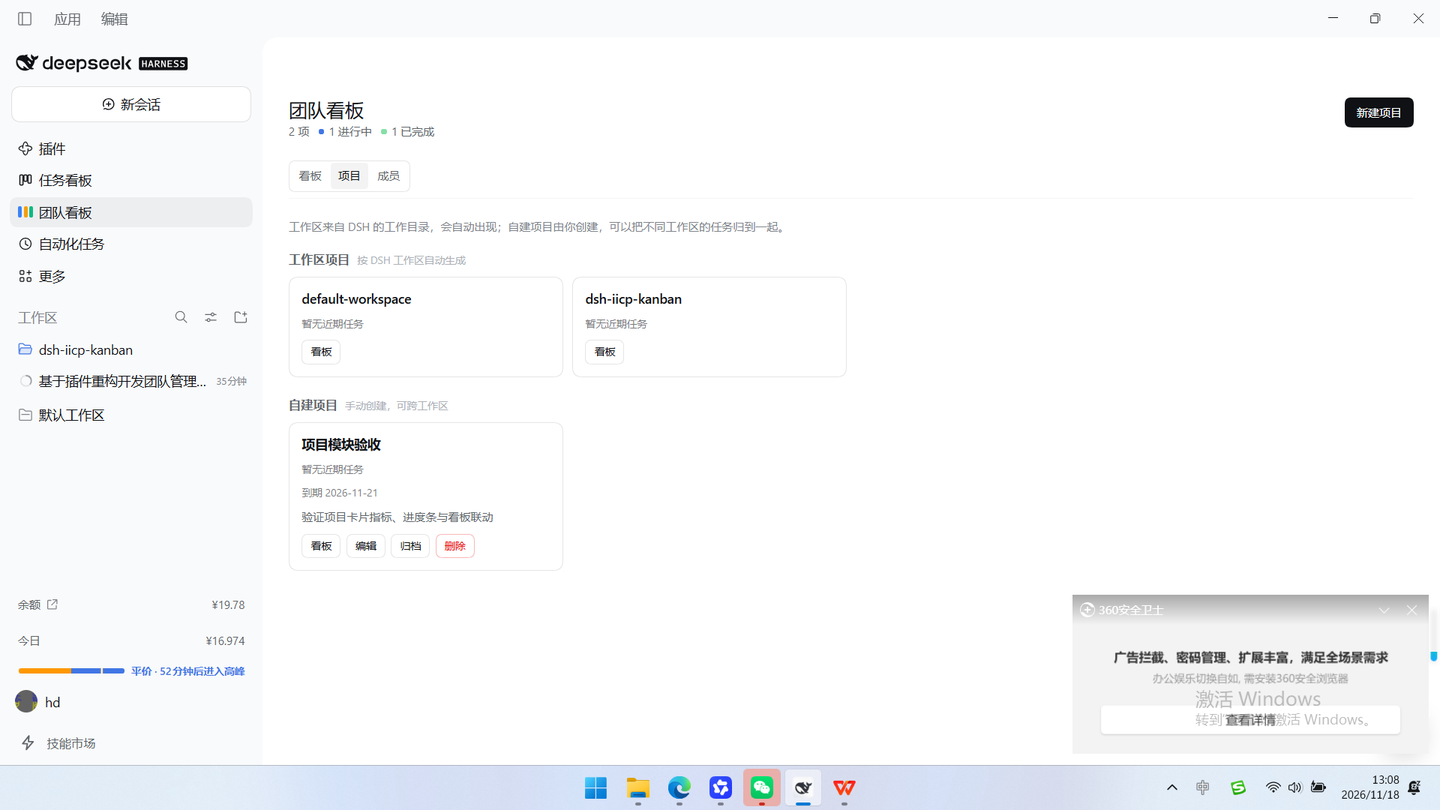 应用 编辑
deepseek HARNESS
新会话
插件
任务看板
团队看板
自动化任务
更多
工作区
dsh-iicp-kanban
基于插件重构开发团队管理... 35分钟
默认工作区
余额 ¥19.78
今日 ¥16.974
平价 · 52分钟后进入高峰
hd
技能市场
团队看板
2 项 1 进行中 1 已完成
新建项目
看板 项目 成员
工作区来自 DSH 的工作目录，会自动出现；自建项目由你创建，可以把不同工作区的任务归到一起。
工作区项目 按 DSH 工作区自动生成
default-workspace
暂无近期任务
看板
dsh-iicp-kanban
暂无近期任务
看板
自建项目 手动创建，可跨工作区
项目模块验收
暂无近期任务
到期 2026-11-21
验证项目卡片指标、进度条与看板联动
看板 编辑 归档 删除
360安全卫士
广告拦截、密码管理、扩展丰富，满足全场景需求
办公娱乐切换自如, 需安装360安全浏览器
激活 Windows
查看详情
激活 Windows。
中
13:08
2026/11/18